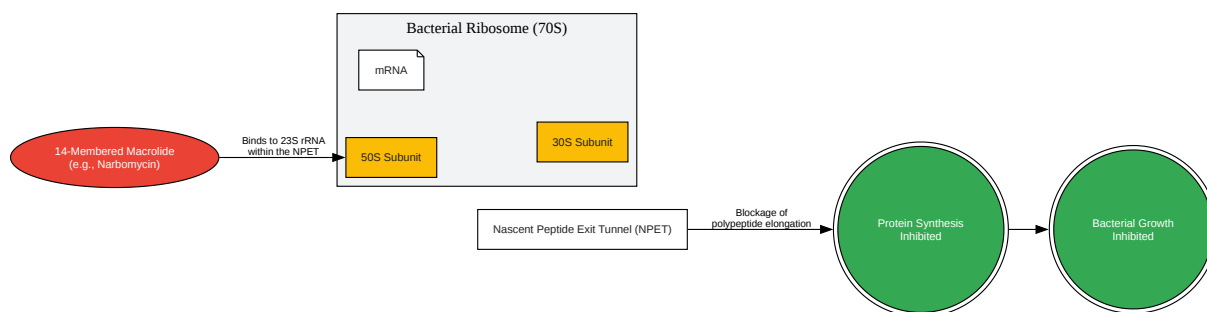 Bacterial Ribosome (70S)
mRNA
14-Membered Macrolide
(e.g., Narbomycin)
Binds to 23S rRNA
within the NPET
50S Subunit
30S Subunit
Nascent Peptide Exit Tunnel (NPET)
Blockage of
polypeptide elongation
Protein Synthesis
Inhibited
Bacterial Growth
Inhibited